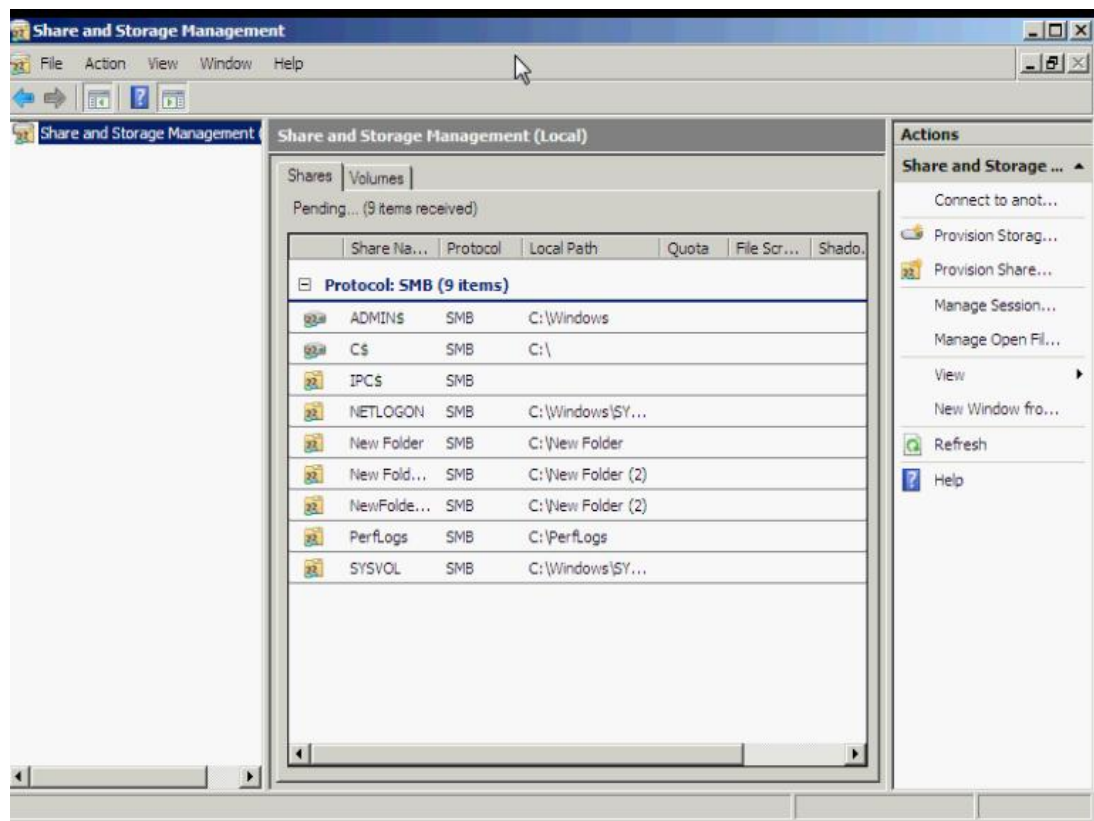 Share and Storage Management
File Action View Window Help
Share and Storage Management (
Share and Storage Management (Local)
Shares Volumes
Pending... (9 items received)
Share Na... Protocol Local Path Quota File Scr... Shado.
Protocol: SMB (9 items)
ADMIN$ SMB C:\Windows
C$ SMB C:\
IPC$ SMB
NETLOGON SMB C:\Windows\SY...
New Folder SMB C:\New Folder
New Fold... SMB C:\New Folder (2)
NewFolde... SMB C:\New Folder (2)
PerfLogs SMB C:\PerfLogs
SYSVOL SMB C:\Windows\SY...
Actions
Share and Storage ...
Connect to anot...
Provision Storag...
Provision Share...
Manage Session...
Manage Open Fil...
View
New Window fro...
Refresh
Help